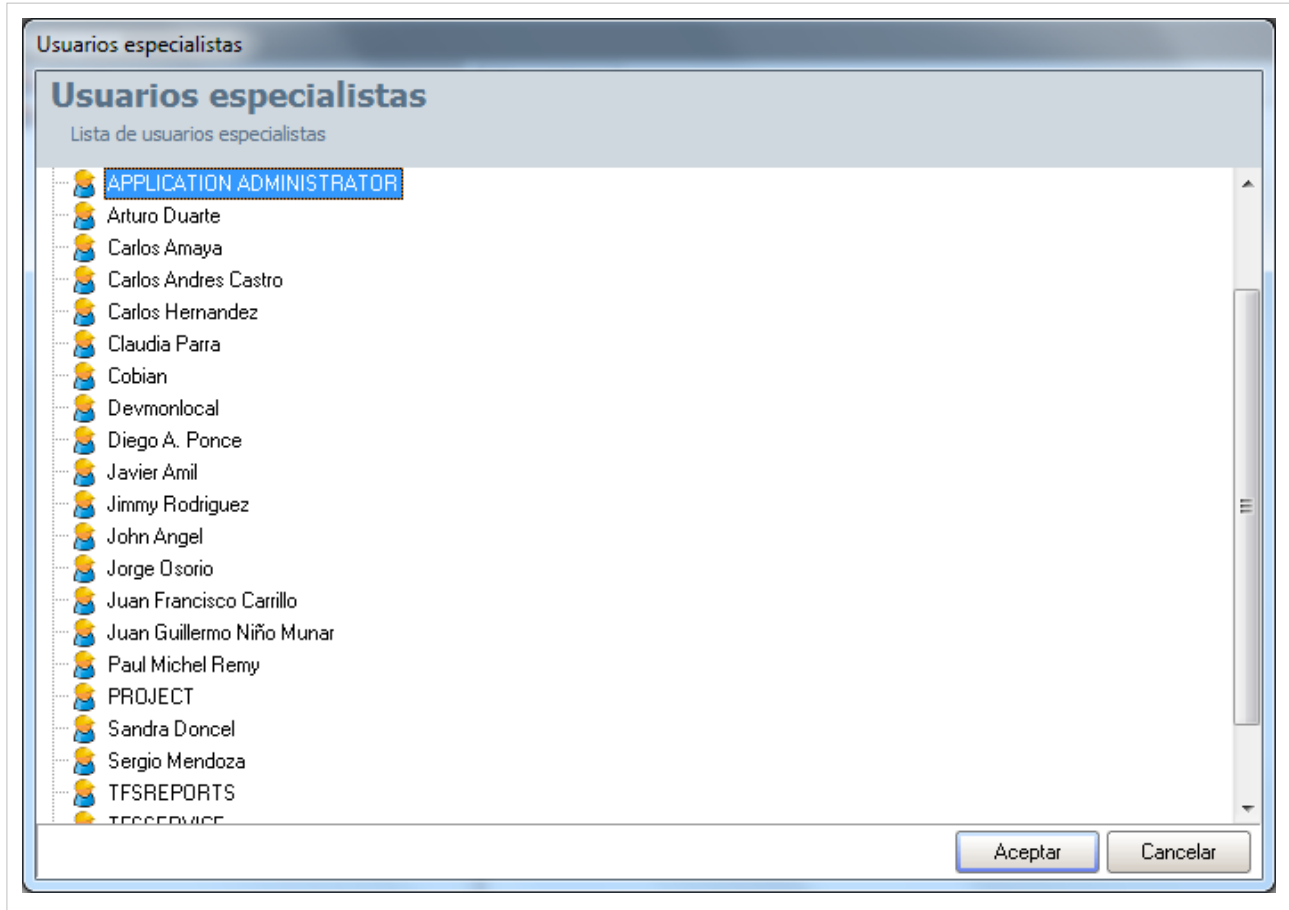 Usuarios especialistas
Usuarios especialistas
Lista de usuarios especialistas
APPLICATION ADMINISTRATOR
Arturo Duarte
Carlos Amaya
Carlos Andres Castro
Carlos Hernandez
Claudia Parra
Cobian
Devmonlocal
Diego A. Ponce
Javier Amil
Jimmy Rodriguez
John Angel
Jorge Osorio
Juan Francisco Carrillo
Juan Guillermo Niño Munar
Paul Michel Remy
PROJECT
Sandra Doncel
Sergio Mendoza
TFSREPORTS
TFSSERVICE
Aceptar Cancelar